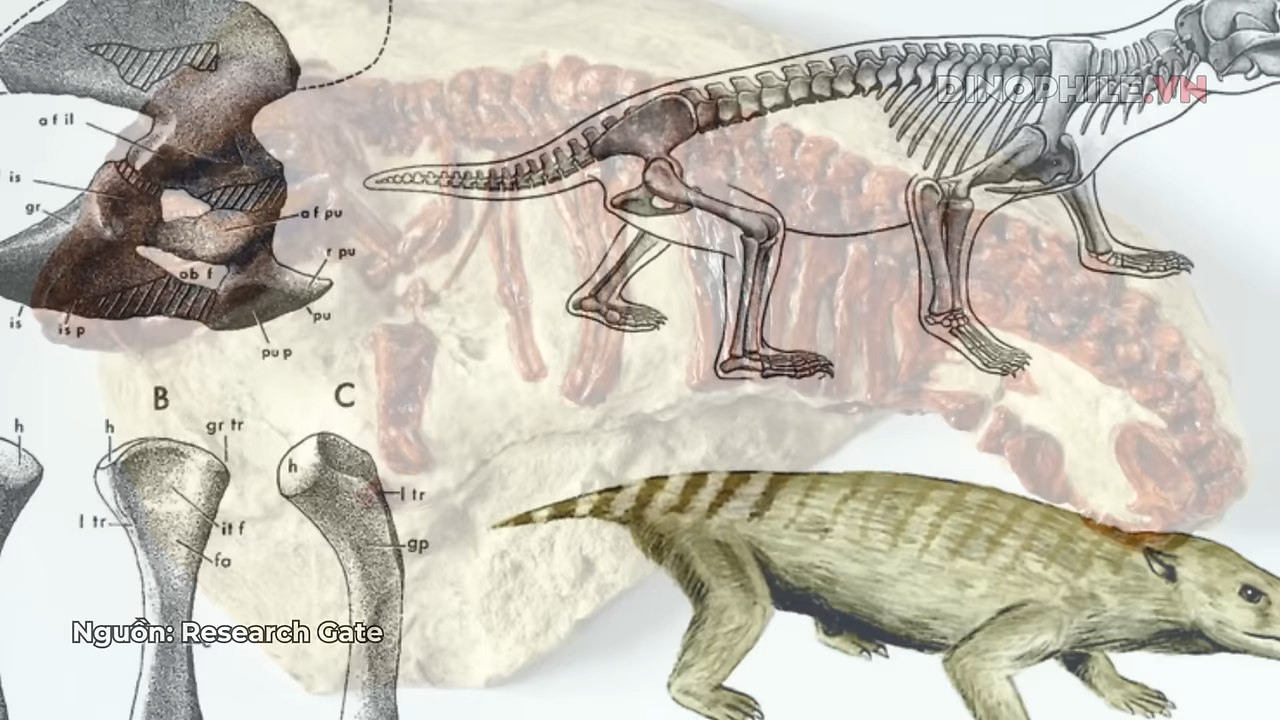 DINOPHILE.VN
a f il
is
gr
a f pu
r pu
ob f
pu
is
is p
pu p
B
C
h
h
gr tr
h
l tr
l tr
it f
gp
fa
Nguồn: Research Gate